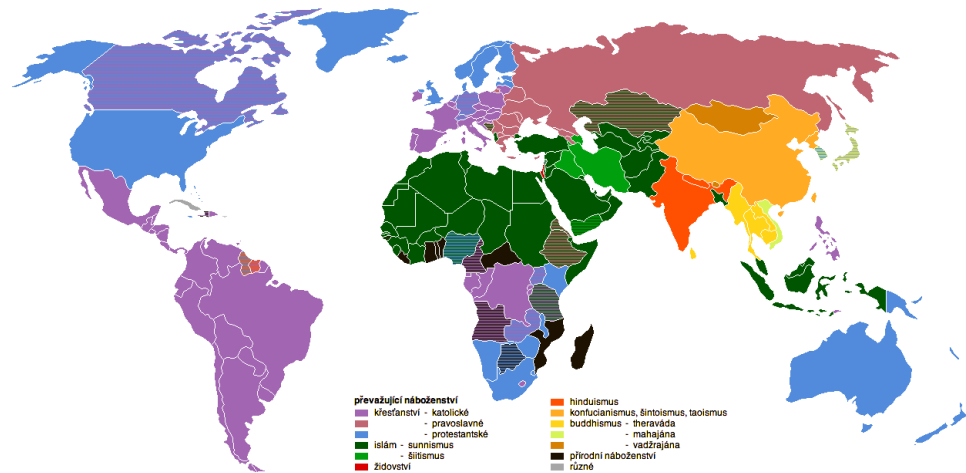 převažující náboženství
křesťanství - katolické
- pravoslavné
- protestantské
islám - sunnismus
- šíitismus
židovství
hinduismus
konfucianismus, šintoismus, taoismus
buddhismus - theraváda
- mahajána
- vadžrajána
přírodní náboženství
různé